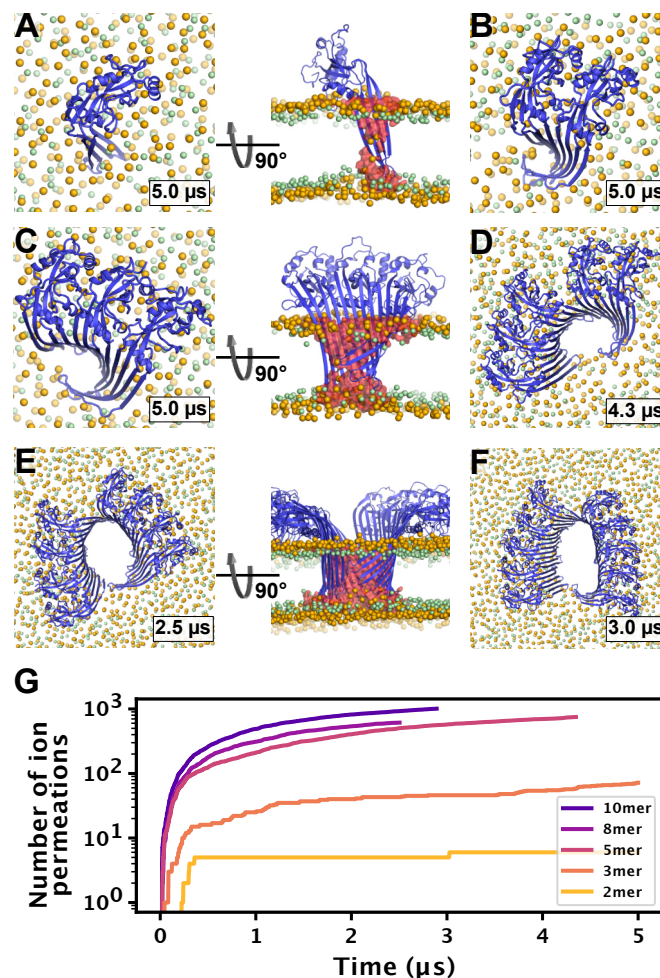 A
5.0 µs
90°
B
5.0 µs
C
5.0 µs
90°
D
4.3 µs
E
2.5 µs
90°
F
3.0 µs
G
Number of ion
permeations
10³
10²
10¹
10⁰
10mer
8mer
5mer
3mer
2mer
0 1 2 3 4 5
Time (µs)